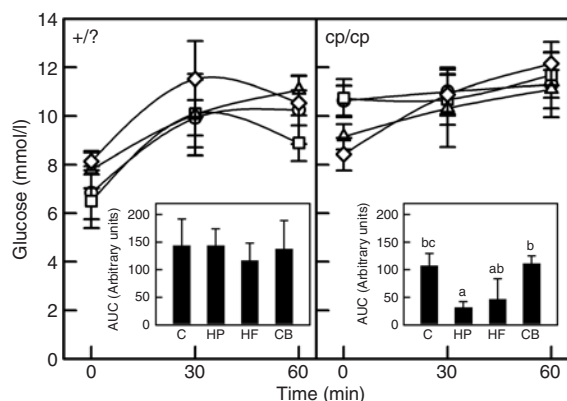 14
12
10
8
6
4
2
0
Glucose (mmol/l)
+/?
AUC (Arbitrary units)
200
150
100
50
0
C HP HF CB
0 30 60
cp/cp
AUC (Arbitrary units)
200
150
100
50
0
bc a ab b
C HP HF CB
0 30 60
Time (min)